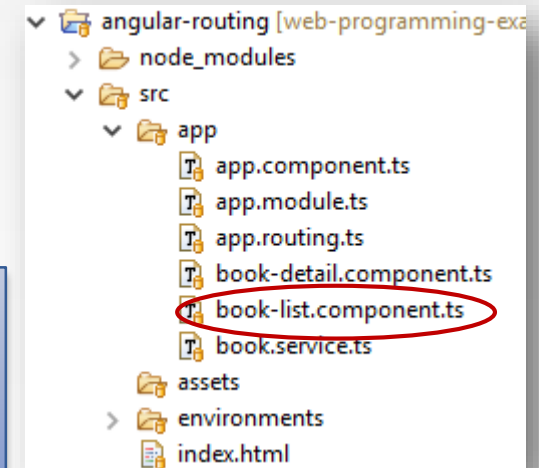 angular-routing [web-programming-exa
node_modules
src
app
app.component.ts
app.module.ts
app.routing.ts
book-detail.component.ts
book-list.component.ts
book.service.ts
assets
environments
index.html